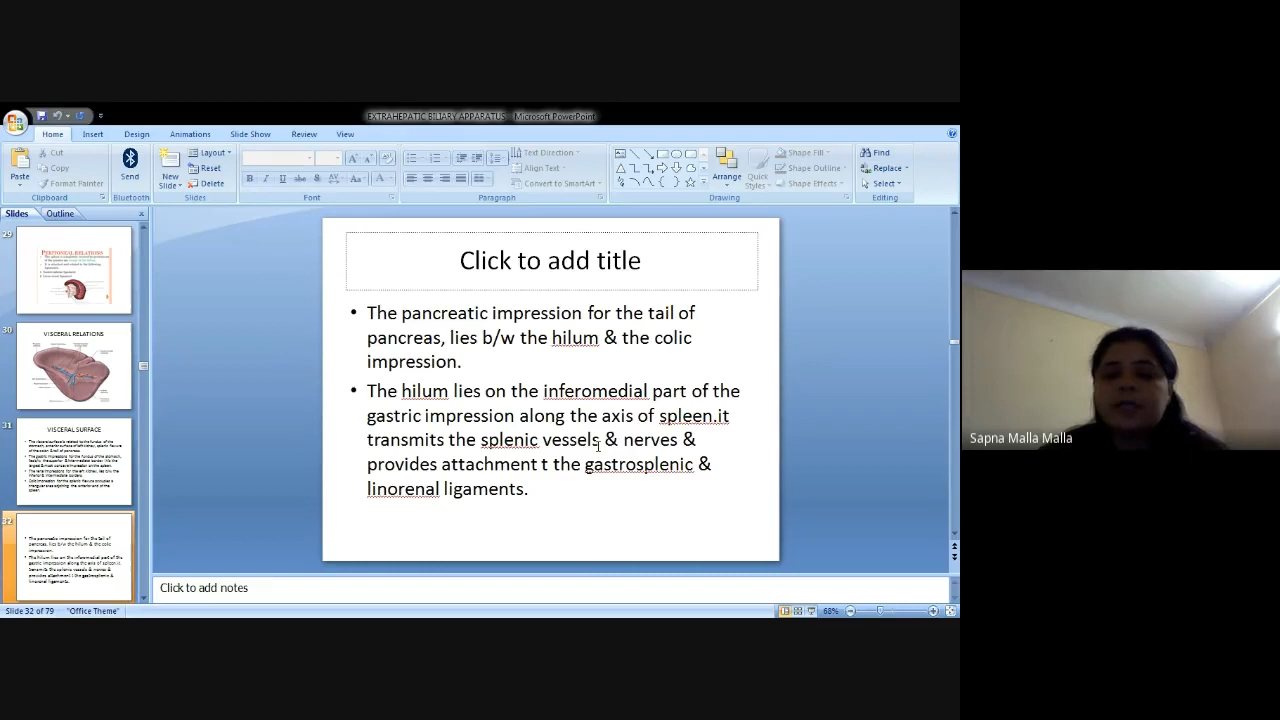 EXTRAHEPATIC BILIARY APPARATUS - Microsoft PowerPoint
Home Insert Design Animations Slide Show Review View
Paste Cut Copy Format Painter
Clipboard
Send
Bluetooth
New Slide Layout Reset Delete
Slides
Font
Text Direction
Align Text
Convert to SmartArt
Paragraph
Arrange Quick Styles
Shape Fill
Shape Outline
Shape Effects
Drawing
Find
Replace
Select
Editing
Slides Outline
29
PERITONEAL RELATIONS
30
VISCERAL RELATIONS
31
VISCERAL SURFACE
32
Click to add title
• The pancreatic impression for the tail of
pancreas, lies b/w the hilum & the colic
impression.
• The hilum lies on the inferomedial part of the
gastric impression along the axis of spleen.it
transmits the splenic vessels & nerves &
provides attachment t the gastrosplenic &
linorenal ligaments.
Click to add notes
Slide 32 of 79 "Office Theme" 68%
Sapna Malla Malla